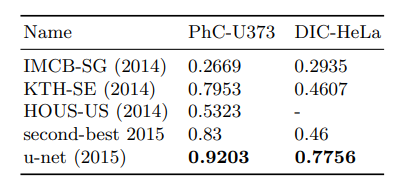 Name PhC-U373 DIC-HeLa
IMCB-SG (2014) 0.2669 0.2935
KTH-SE (2014) 0.7953 0.4607
HOUS-US (2014) 0.5323 -
second-best 2015 0.83 0.46
u-net (2015) 0.9203 0.7756